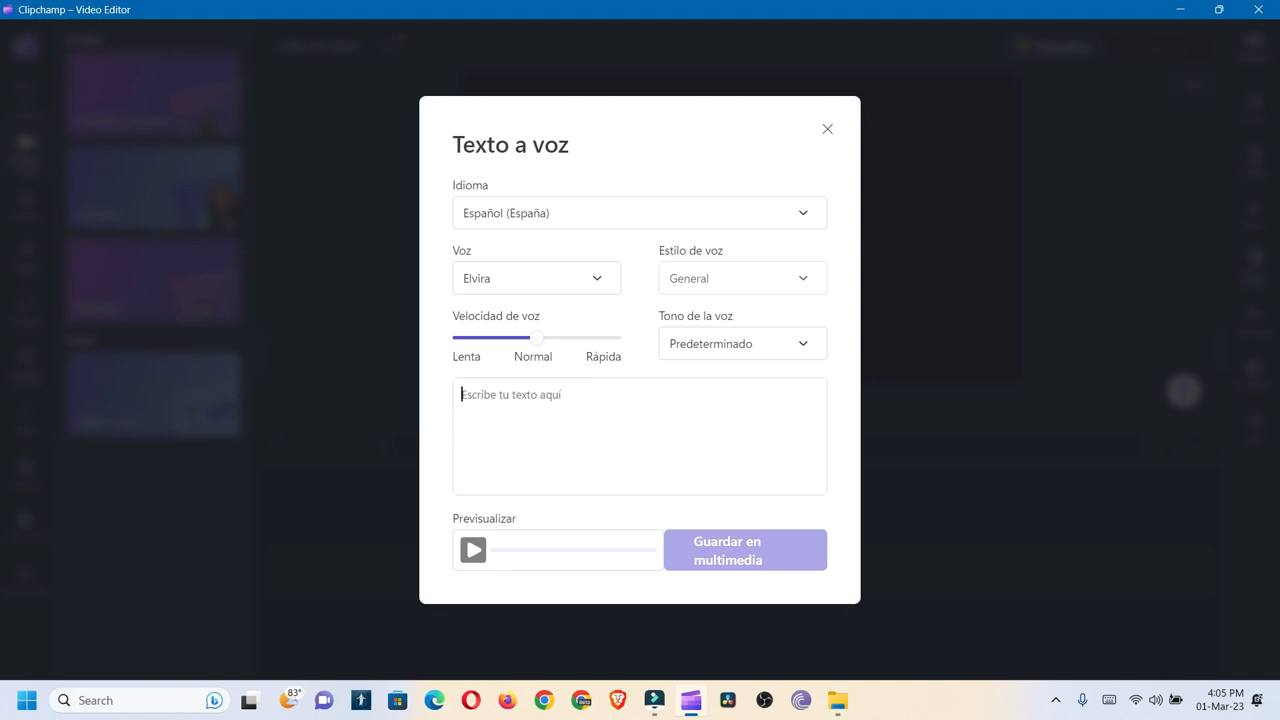 Clipchamp – Video Editor
Texto a voz
Idioma
Español (España)
Voz
Estilo de voz
Elvira
General
Velocidad de voz
Tono de la voz
Lenta
Normal
Rápida
Predeterminado
Escribe tu texto aquí
Previsualizar
Guardar en
multimedia
Search
83°
Beta
4:05 PM
01-Mar-23